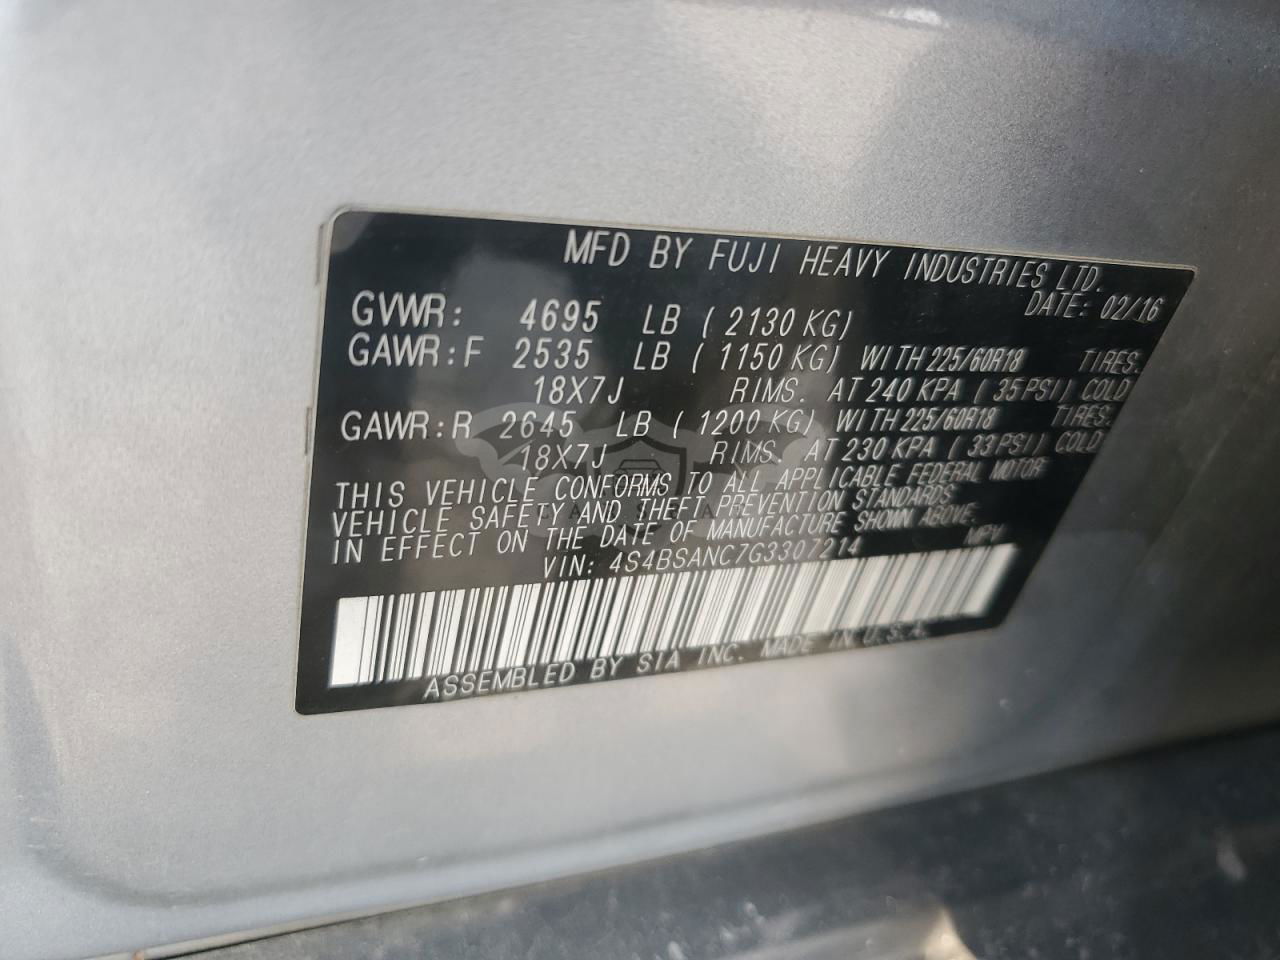 MFD BY FUJI HEAVY INDUSTRIES LTD.
DATE: 02/16
GVWR: 4695 LB ( 2130 KG)
GAWR:F 2535 LB ( 1150 KG) WITH 225/60R18 TIRES.
18X7J RIMS. AT 240 KPA ( 35 PSI) COLD
GAWR:R 2645 LB ( 1200 KG) WITH 225/60R18 TIRES.
18X7J RIMS. AT 230 KPA ( 33 PSI) COLD
THIS VEHICLE CONFORMS TO ALL APPLICABLE FEDERAL MOTOR
VEHICLE SAFETY AND THEFT PREVENTION STANDARDS
IN EFFECT ON THE DATE OF MANUFACTURE SHOWN ABOVE.
VIN: 4S4BSANC7G3307214 MPV
ASSEMBLED BY SIA INC. MADE IN U.S.A.